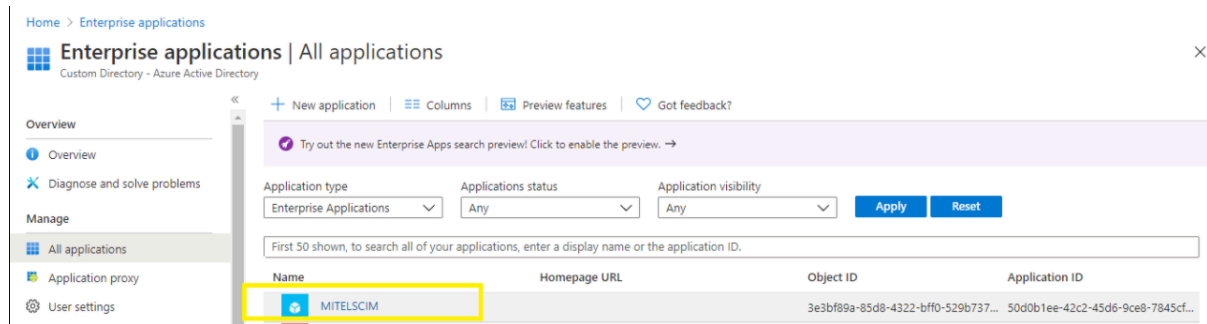 Home > Enterprise applications
Enterprise applications | All applications
Custom Directory - Azure Active Directory
New application
Columns
Preview features
Got feedback?
Overview
Overview
Diagnose and solve problems
Manage
All applications
Application proxy
User settings
Try out the new Enterprise Apps search preview! Click to enable the preview. →
Application type
Applications status
Application visibility
Enterprise Applications
Any
Any
Apply
Reset
First 50 shown, to search all of your applications, enter a display name or the application ID.
Name
Homepage URL
Object ID
Application ID
MITELSCIM
3e3bf89a-85d8-4322-bff0-529b737...
50d0b1ee-42c2-45d6-9ce8-7845cf...